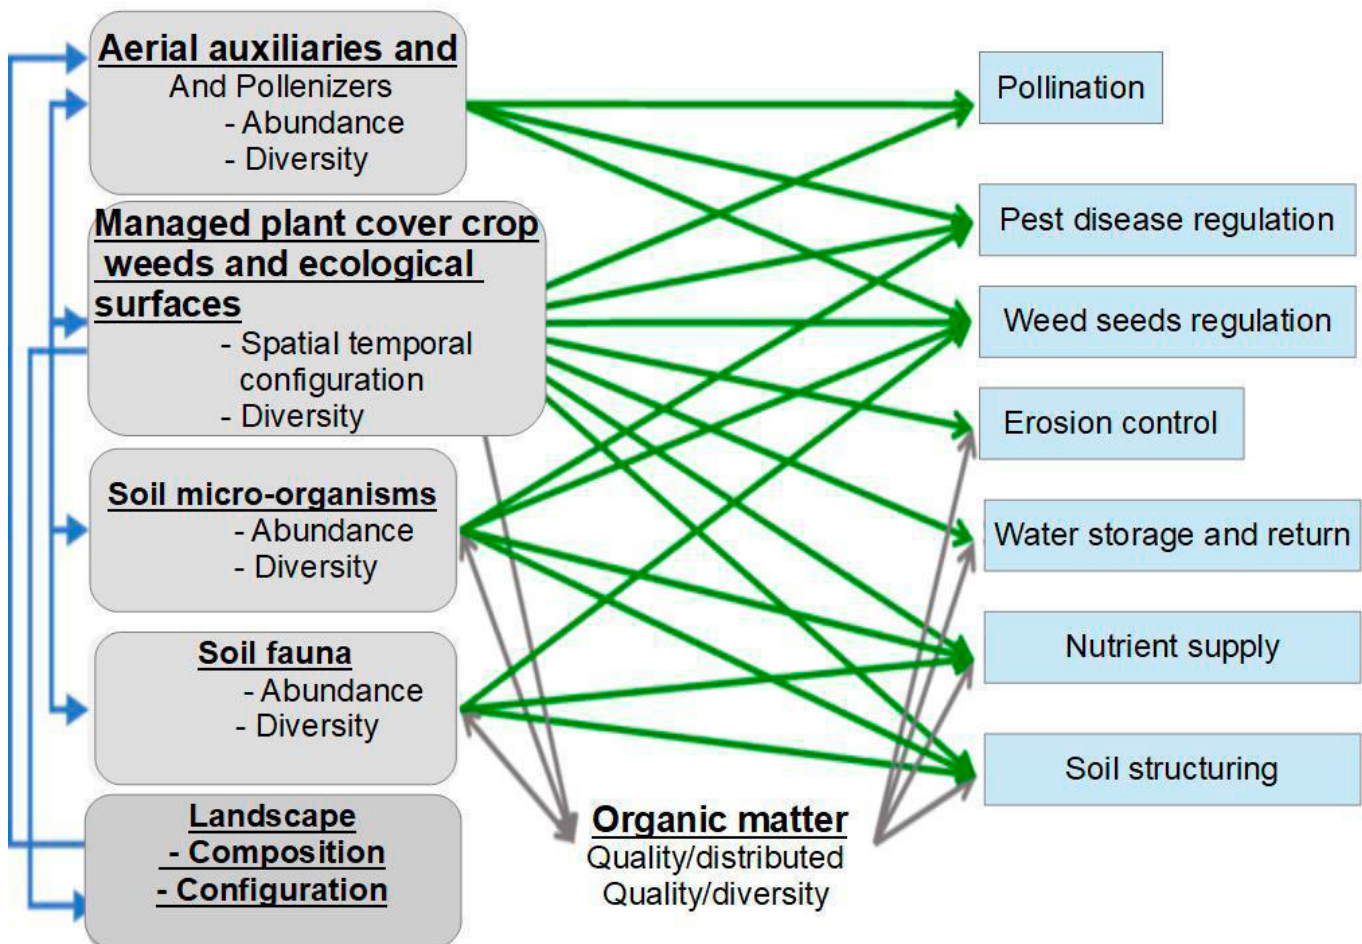 Aerial auxiliaries and
And Pollenizers
- Abundance
- Diversity
Managed plant cover crop
weeds and ecological
surfaces
- Spatial temporal
configuration
- Diversity
Soil micro-organisms
- Abundance
- Diversity
Soil fauna
- Abundance
- Diversity
Landscape
- Composition
- Configuration
Organic matter
Quality/distributed
Quality/diversity
Pollination
Pest disease regulation
Weed seeds regulation
Erosion control
Water storage and return
Nutrient supply
Soil structuring